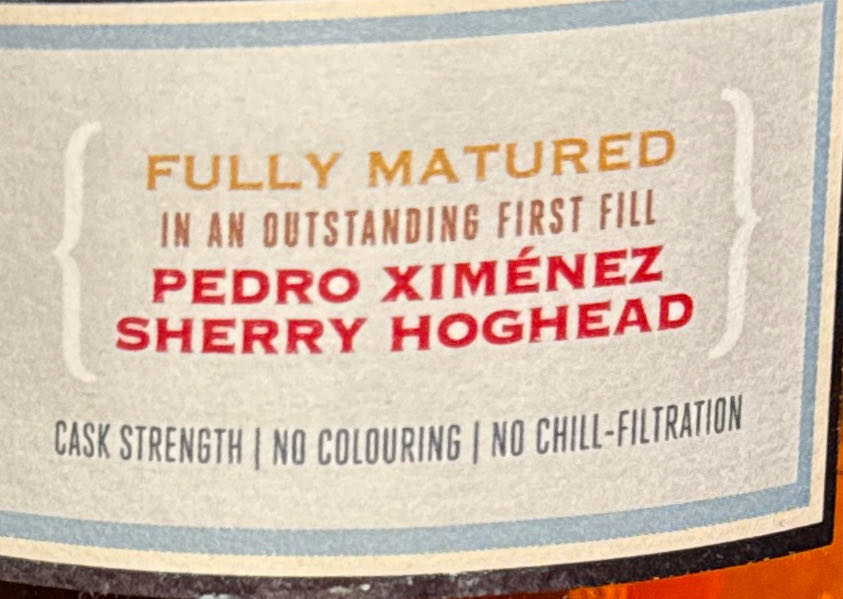 FULLY MATURED
IN AN OUTSTANDING FIRST FILL
PEDRO XIMÉNEZ
SHERRY HOGHEAD
CASK STRENGTH | NO COLOURING | NO CHILL-FILTRATION